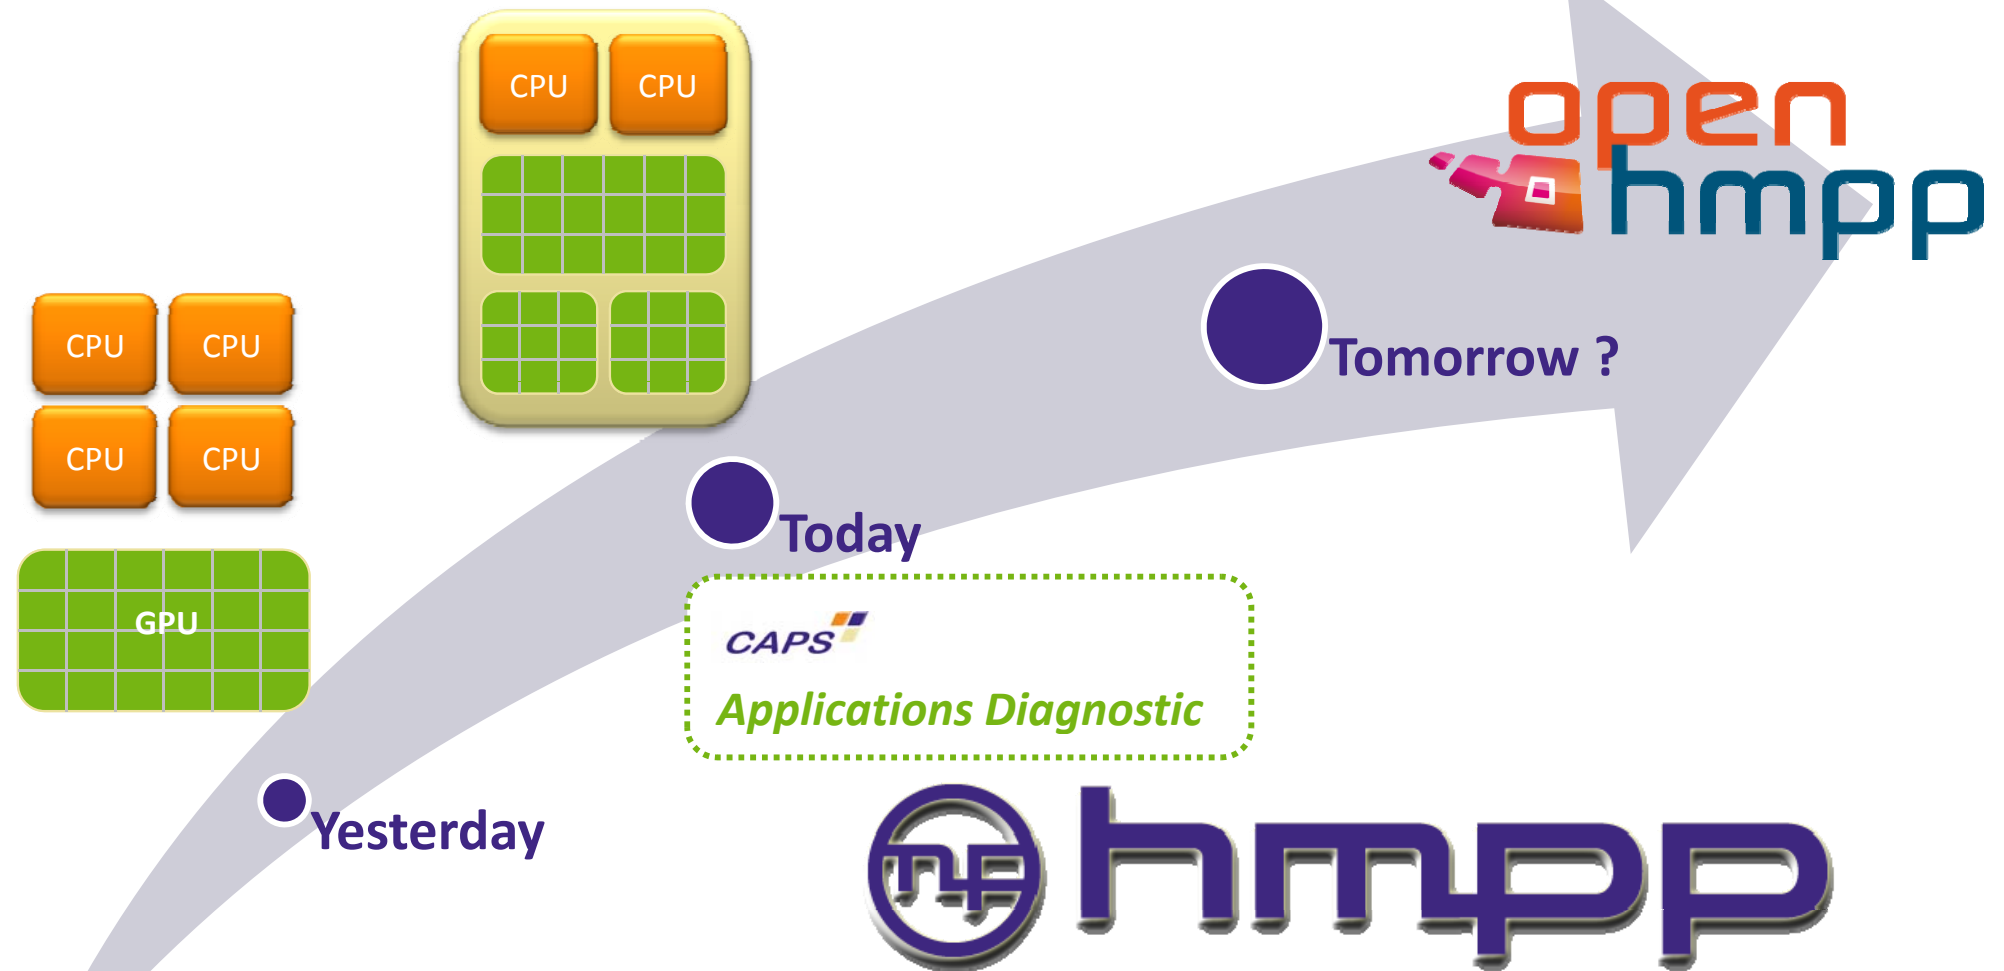 CPU CPU
open
hmpp
CPU CPU
Tomorrow ?
CPU CPU
Today
GPU
CAPS
Applications Diagnostic
Yesterday
hmpp